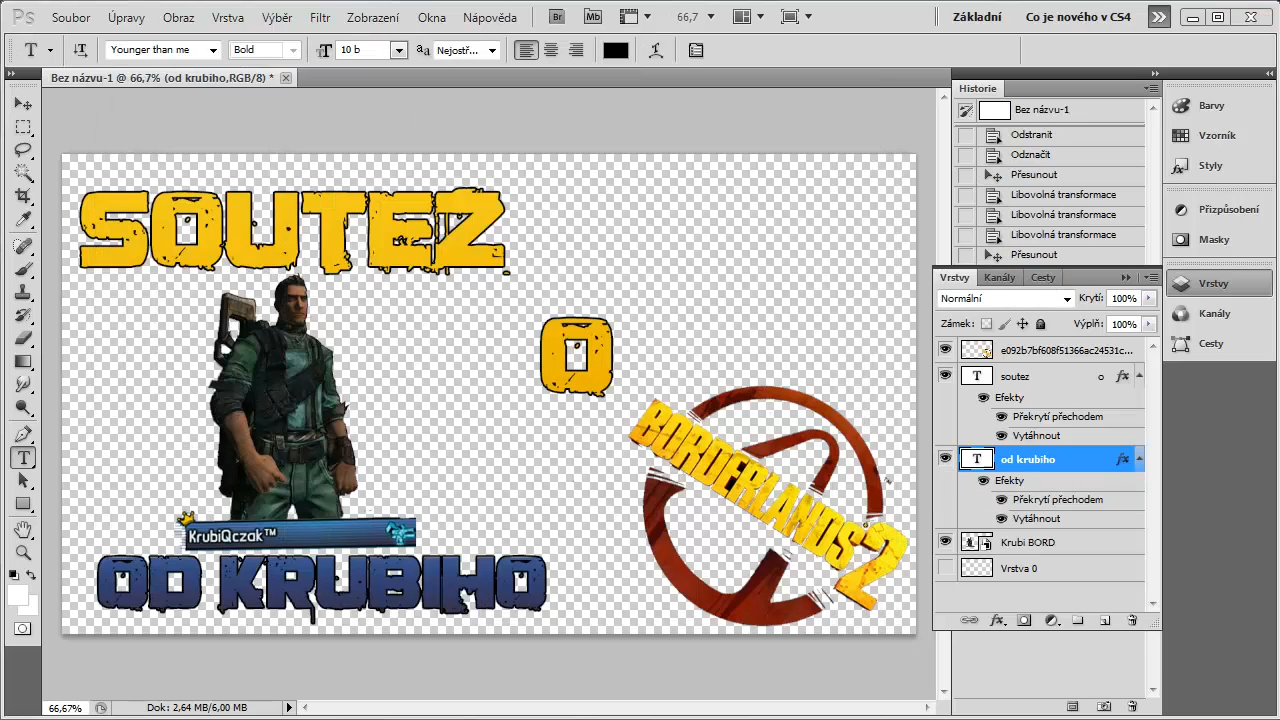 Ps Soubor Úpravy Obraz Vrstva Výběr Filtr Zobrazení Okna Nápověda Br Mb 66,7 Základní Co je nového v CS4
T Younger than me Bold 10 b aa Nejostř...
Bez názvu-1 @ 66,7% (od krubiho,RGB/8) *
Historie
Bez názvu-1
Odstranit
Odznačit
Přesunout
Libovolná transformace
Libovolná transformace
Libovolná transformace
Přesunout
Barvy
Vzorník
Styly
Přizpůsobení
Masky
Vrstvy
Kanály
Cesty
Vrstvy Kanály Cesty
Normální Krytí: 100%
Zámek: Výplň: 100%
e092b7bf608f51366ac24531c...
T soutez fx
Efekty
Překrytí přechodem
Vytáhnout
T od krubiho fx
Efekty
Překrytí přechodem
Vytáhnout
Krubi BORD
Vrstva 0
SOUTEZ
O
BORDERLANDS 2
KrubiQczak™
OD KRUBIHO
66,67% Dok: 2,64 MB/6,00 MB